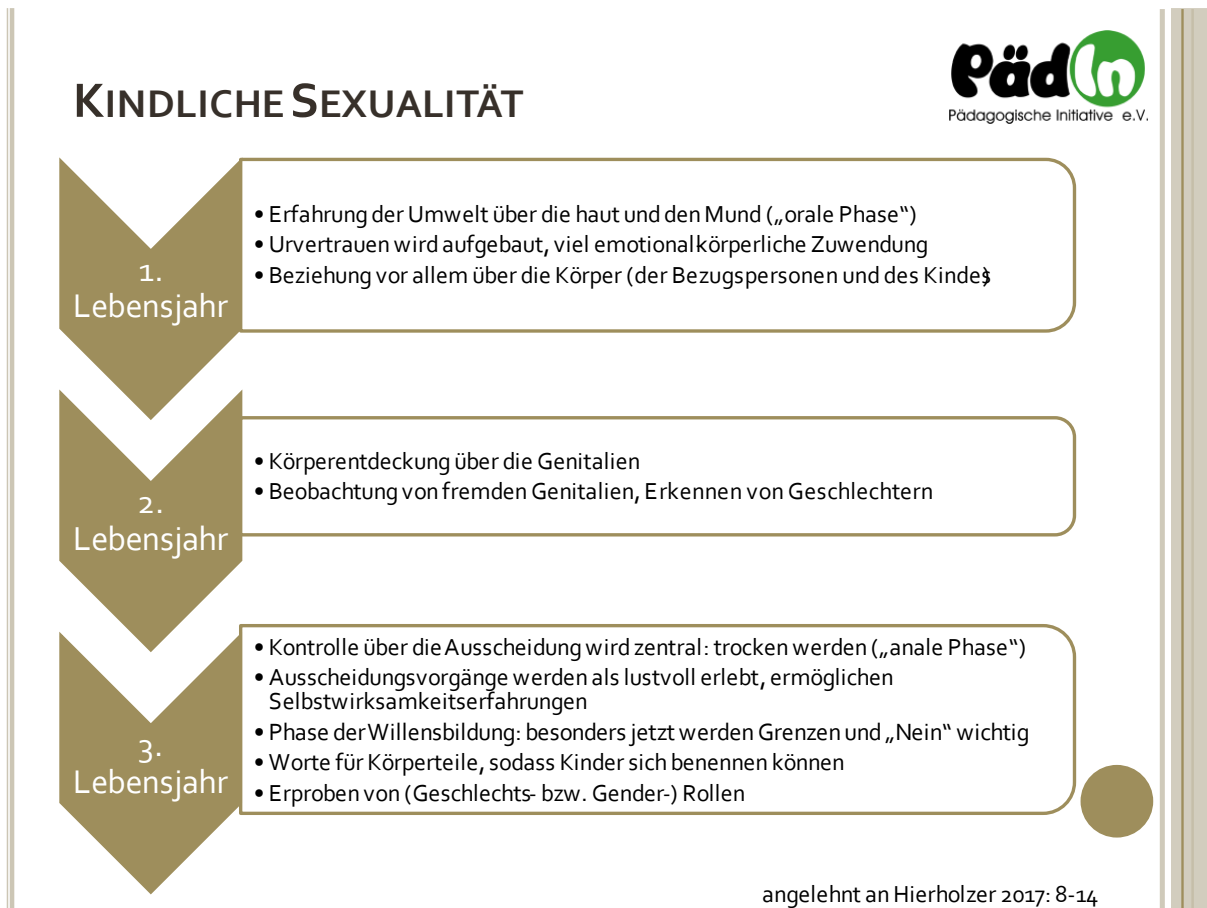 PädIn
Pädagogische Initiative e.V.
KINDLICHE SEXUALITÄT
1.
Lebensjahr
• Erfahrung der Umwelt über die haut und den Mund („orale Phase“)
• Urvertrauen wird aufgebaut, viel emotionalkörperliche Zuwendung
• Beziehung vor allem über die Körper (der Bezugspersonen und des Kindes)
2.
Lebensjahr
• Körperentdeckung über die Genitalien
• Beobachtung von fremden Genitalien, Erkennen von Geschlechtern
3.
Lebensjahr
• Kontrolle über die Ausscheidung wird zentral: trocken werden („anale Phase“)
• Ausscheidungsvorgänge werden als lustvoll erlebt, ermöglichen
Selbstwirksamkeitserfahrungen
• Phase der Willensbildung: besonders jetzt werden Grenzen und „Nein“ wichtig
• Worte für Körperteile, sodass Kinder sich benennen können
• Erproben von (Geschlechts- bzw. Gender-) Rollen
angelehnt an Hierholzer 2017: 8-14